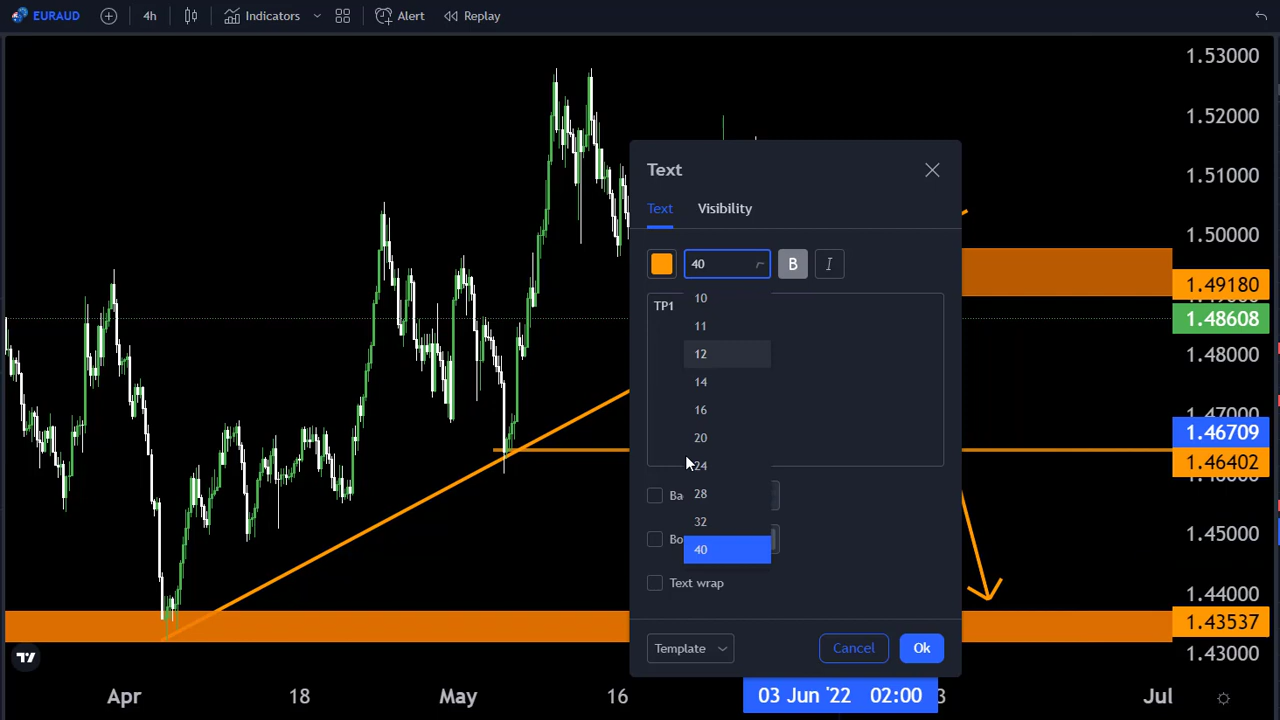 EURAUD 4h Indicators Alert Replay
1.53000
1.52000
1.51000
1.50000
1.49180
1.48608
1.48000
1.47000
1.46709
1.46402
1.45000
1.44000
1.43537
1.43000
Text
Text Visibility
40 B I
TP1
10
11
12
14
16
20
24
28
32
40
Ba
Bo
Text wrap
Template Cancel Ok
Apr 18 May 16 03 Jun '22 02:00 3 Jul